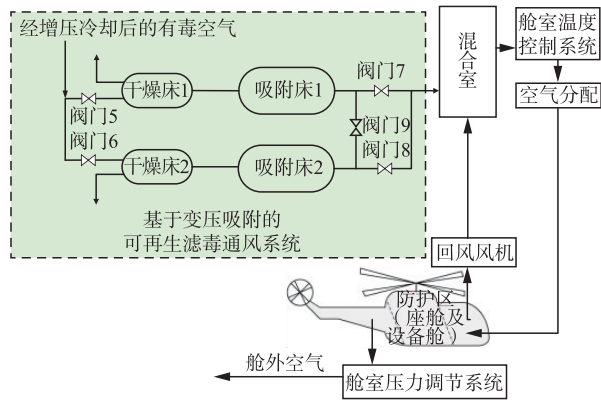 经增压冷却后的有毒空气
干燥床1
吸附床1
阀门7
阀门5
阀门6
阀门9
阀门8
干燥床2
吸附床2
基于变压吸附的
可再生滤毒通风系统
混合室
舱室温度
控制系统
空气分配
回风风机
防护区
(座舱及
设备舱)
舱外空气
舱室压力调节系统